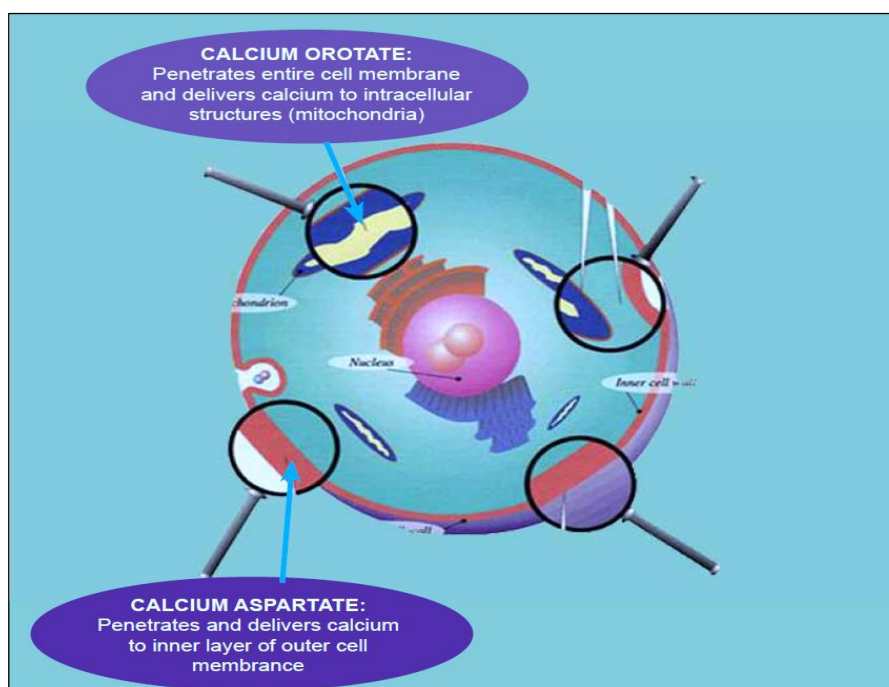 CALCIUM OROTATE:
Penetrates entire cell membrane
and delivers calcium to intracellular
structures (mitochondria)
chondrion
Nucleus
Inner cell wall
cell
CALCIUM ASPARTATE:
Penetrates and delivers calcium
to inner layer of outer cell
membrance